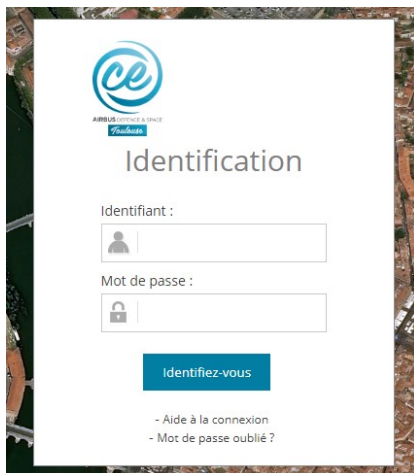 ce
AIRBUS DEFENCE & SPACE
Toulouse
Identification
Identifiant :
Mot de passe :
Identifiez-vous
- Aide à la connexion
- Mot de passe oublié ?